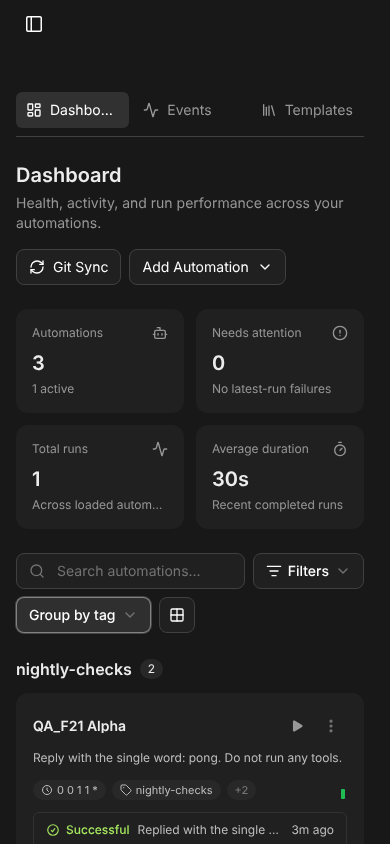 Dashbo...
Events
Templates
Dashboard
Health, activity, and run performance across your
automations.
Git Sync
Add Automation
Automations
3
1 active
Needs attention
0
No latest-run failures
Total runs
1
Across loaded autom...
Average duration
30s
Recent completed runs
Search automations...
Filters
Group by tag
nightly-checks 2
QA_F21 Alpha
Reply with the single word: pong. Do not run any tools.
0 0 1 1 * nightly-checks +2
Successful Replied with the single ... 3m ago